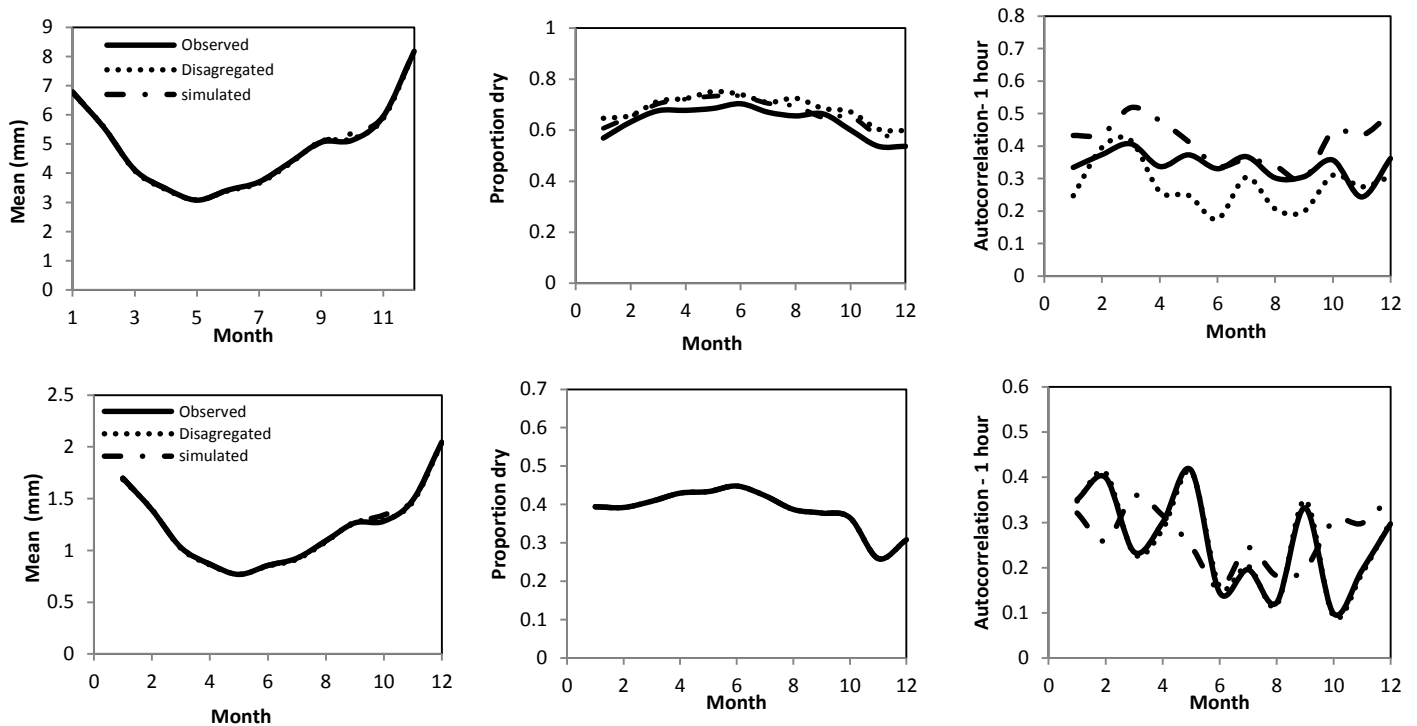 Mean (mm)
9
8
7
6
5
4
3
2
1
0
Observed
Disagregated
simulated
1 3 5 7 9 11
Month
Proportion dry
1
0.8
0.6
0.4
0.2
0
0 2 4 6 8 10 12
Month
Autocorrelation- 1 hour
0.8
0.7
0.6
0.5
0.4
0.3
0.2
0.1
0
0 2 4 6 8 10 12
Month
Mean (mm)
2.5
2
1.5
1
0.5
0
Observed
Disagregated
simulated
0 2 4 6 8 10 12
Month
Proportion dry
0.7
0.6
0.5
0.4
0.3
0.2
0.1
0
0 2 4 6 8 10 12
Month
Autocorrelation - 1 hour
0.6
0.5
0.4
0.3
0.2
0.1
0
0 2 4 6 8 10 12
Month